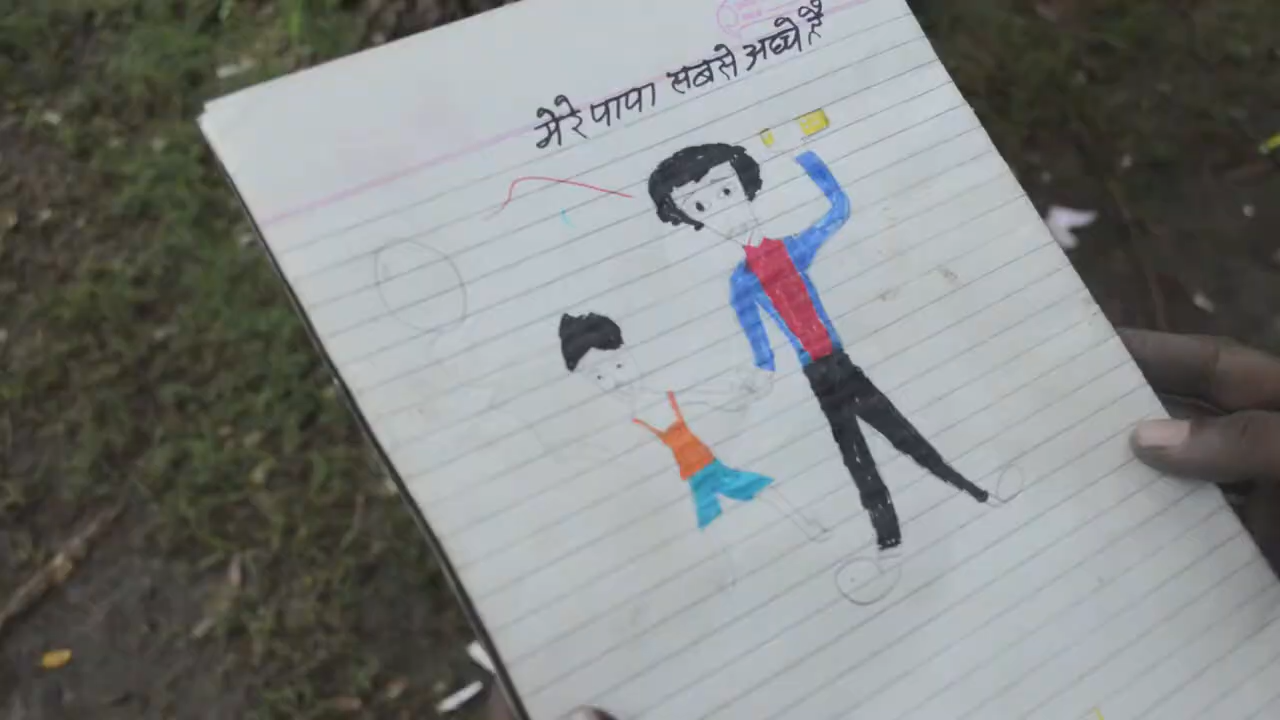 मेरे पापा सबसे अच्छे है